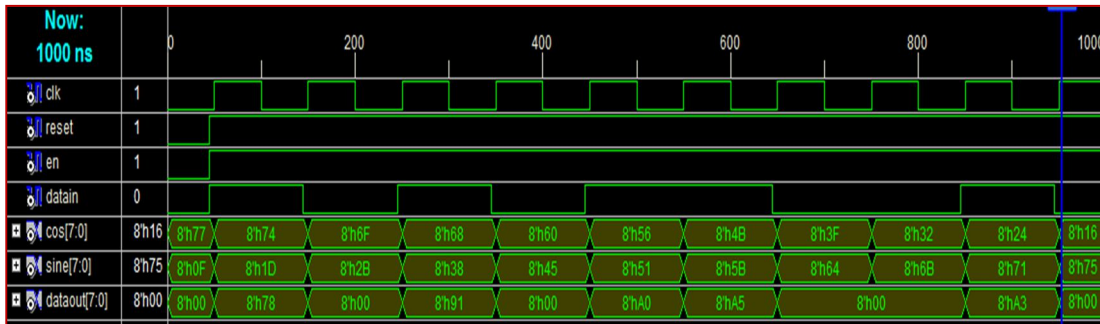 Now:
1000 ns
0 200 400 600 800 1000
clk 1
reset 1
en 1
datain 0
cos[7:0] 8'h16 8'h77 8'h74 8'h6F 8'h68 8'h60 8'h56 8'h4B 8'h3F 8'h32 8'h24 8'h16
sine[7:0] 8'h75 8'h0F 8'h1D 8'h2B 8'h38 8'h45 8'h51 8'h5B 8'h64 8'h6B 8'h71 8'h75
dataout[7:0] 8'h00 8'h00 8'h78 8'h00 8'h91 8'h00 8'hA0 8'hA5 8'h00 8'hA3 8'h00